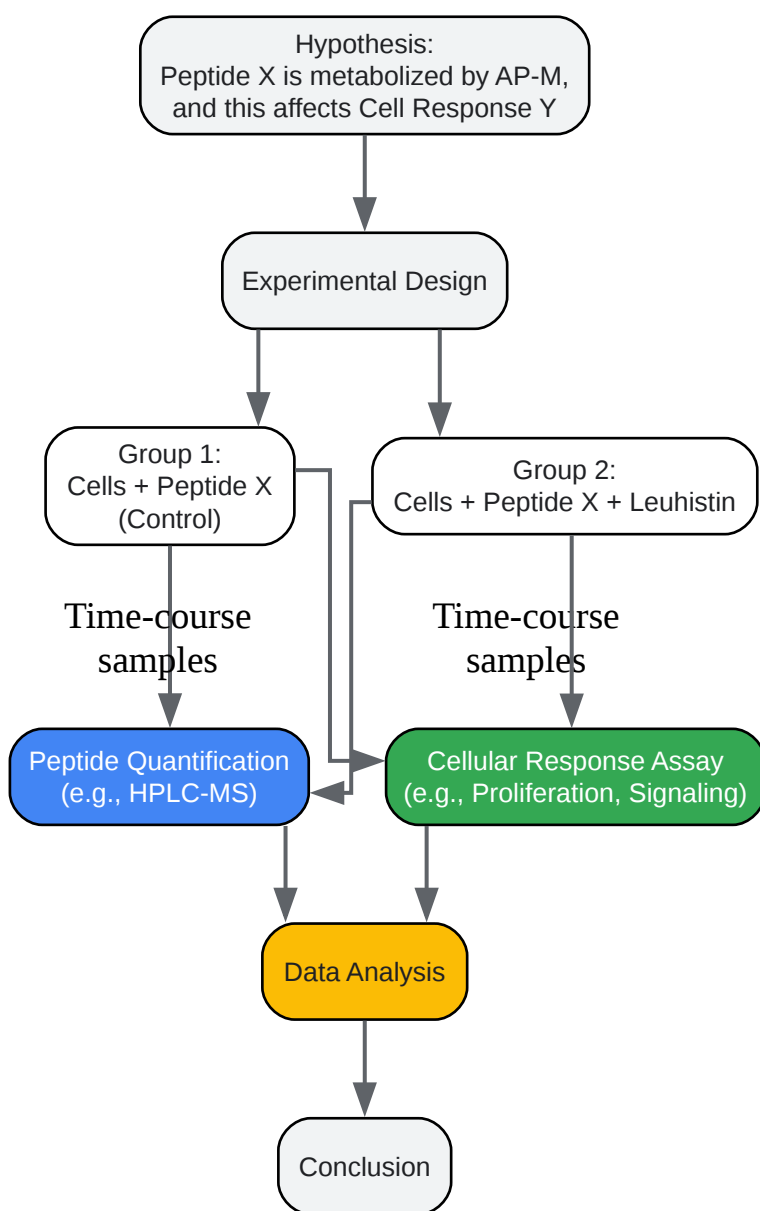 Hypothesis:
Peptide X is metabolized by AP-M,
and this affects Cell Response Y
Experimental Design
Group 1:
Cells + Peptide X
(Control)
Group 2:
Cells + Peptide X + Leuhistin
Time-course
samples
Time-course
samples
Peptide Quantification
(e.g., HPLC-MS)
Cellular Response Assay
(e.g., Proliferation, Signaling)
Data Analysis
Conclusion